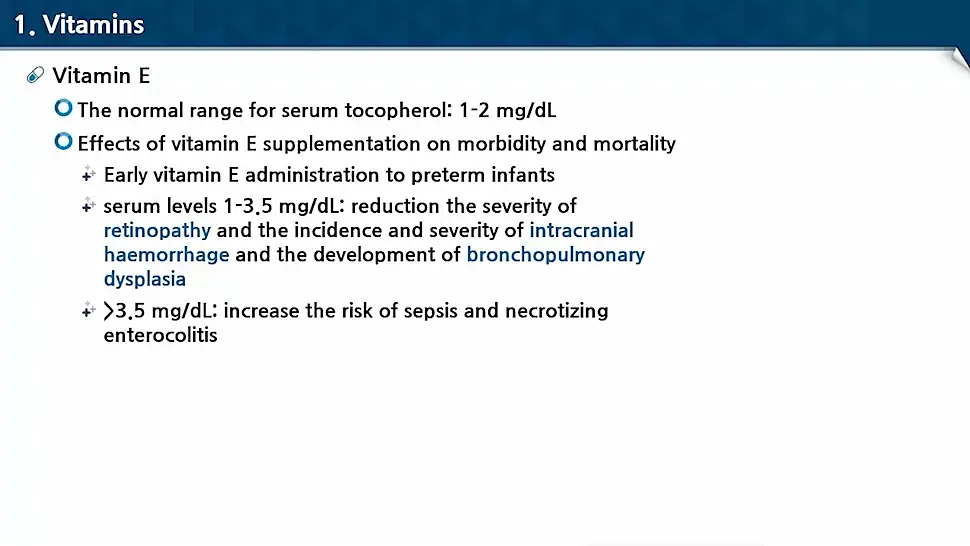 1. Vitamins
Vitamin E
The normal range for serum tocopherol: 1-2 mg/dL
Effects of vitamin E supplementation on morbidity and mortality
Early vitamin E administration to preterm infants
serum levels 1-3.5 mg/dL: reduction the severity of
retinopathy and the incidence and severity of intracranial
haemorrhage and the development of bronchopulmonary
dysplasia
>3.5 mg/dL: increase the risk of sepsis and necrotizing
enterocolitis